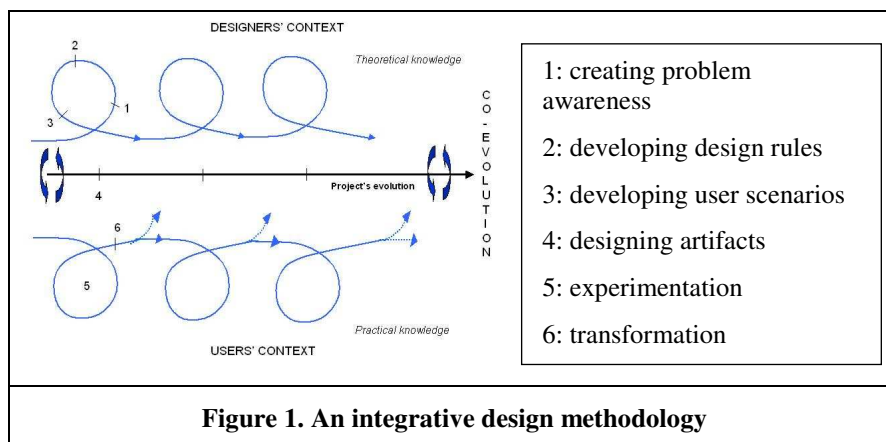 DESIGNERS' CONTEXT
Theoretical knowledge
2
1
3
CO-EVOLUTION
Project's evolution
4
6
5
Practical knowledge
USERS' CONTEXT
1: creating problem
awareness
2: developing design rules
3: developing user scenarios
4: designing artifacts
5: experimentation
6: transformation
Figure 1. An integrative design methodology